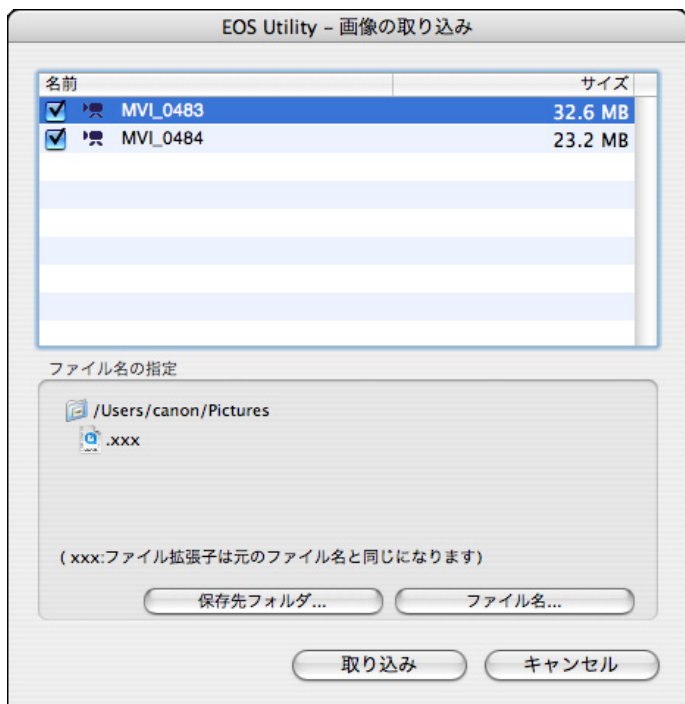 EOS Utility – 画像の取り込み
名前 サイズ
MVI_0483 32.6 MB
MVI_0484 23.2 MB
ファイル名の指定
/Users/canon/Pictures
.xxx
( xxx:ファイル拡張子は元のファイル名と同じになります)
保存先フォルダ... ファイル名...
取り込み キャンセル